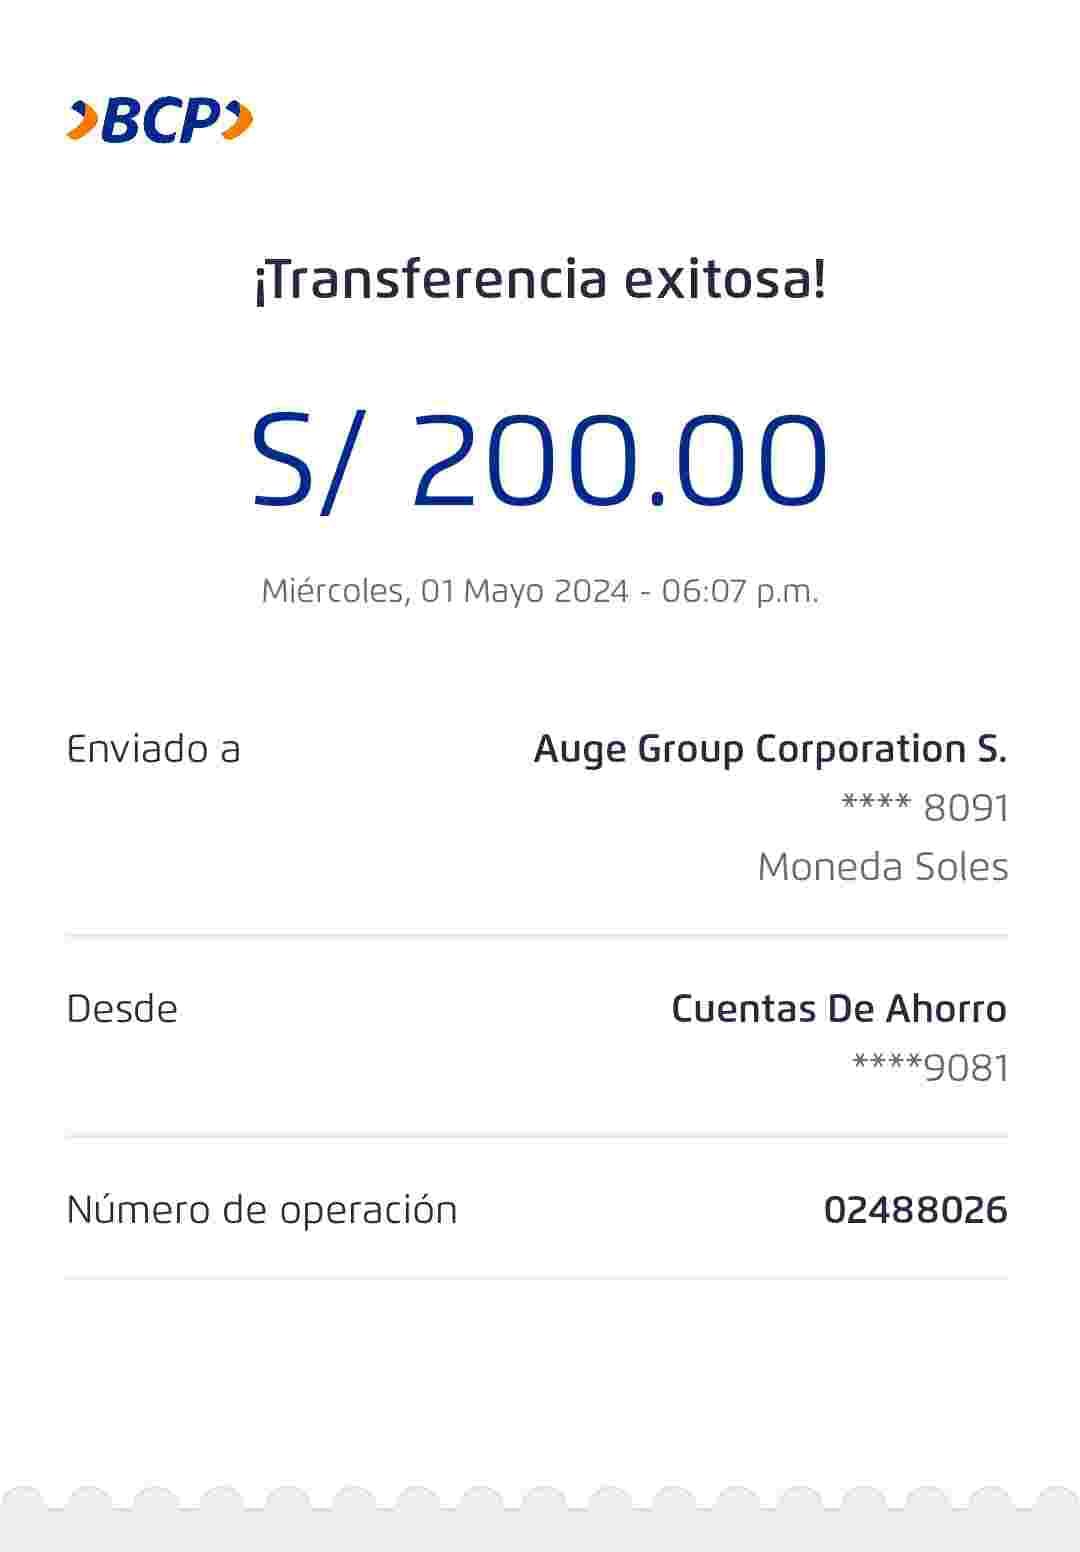 BCP
¡Transferencia exitosa!
S/ 200.00
Miércoles, 01 Mayo 2024 - 06:07 p.m.
Enviado a
Auge Group Corporation S.
**** 8091
Moneda Soles
Desde
Cuentas De Ahorro
****9081
Número de operación
02488026